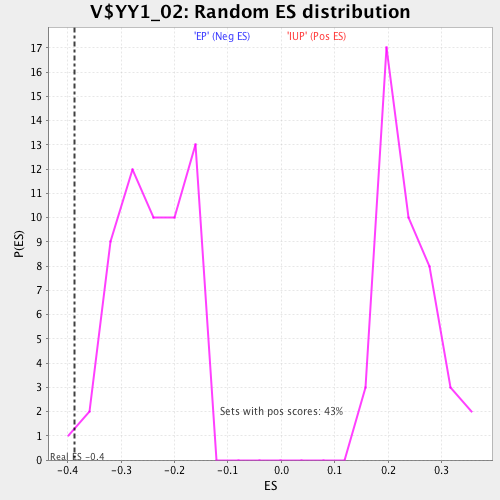 V$YY1_02: Random ES distribution
'EP' (Neg ES) 'IUP' (Pos ES)
17
16
15
14
13
12
11
10
9
8
7
6
5
4
3
2
1
0
P(ES)
Sets with pos scores: 43%
Real ES -0.4
-0.4 -0.3 -0.2 -0.1 0.0 0.1 0.2 0.3
ES